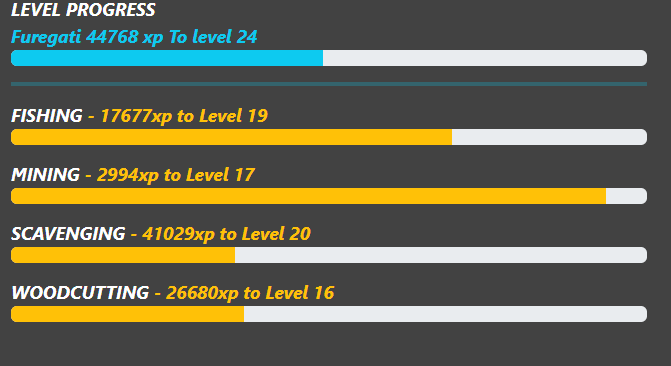 LEVEL PROGRESS
Furegati 44768 xp To level 24
FISHING - 17677xp to Level 19
MINING - 2994xp to Level 17
SCAVENGING - 41029xp to Level 20
WOODCUTTING - 26680xp to Level 16